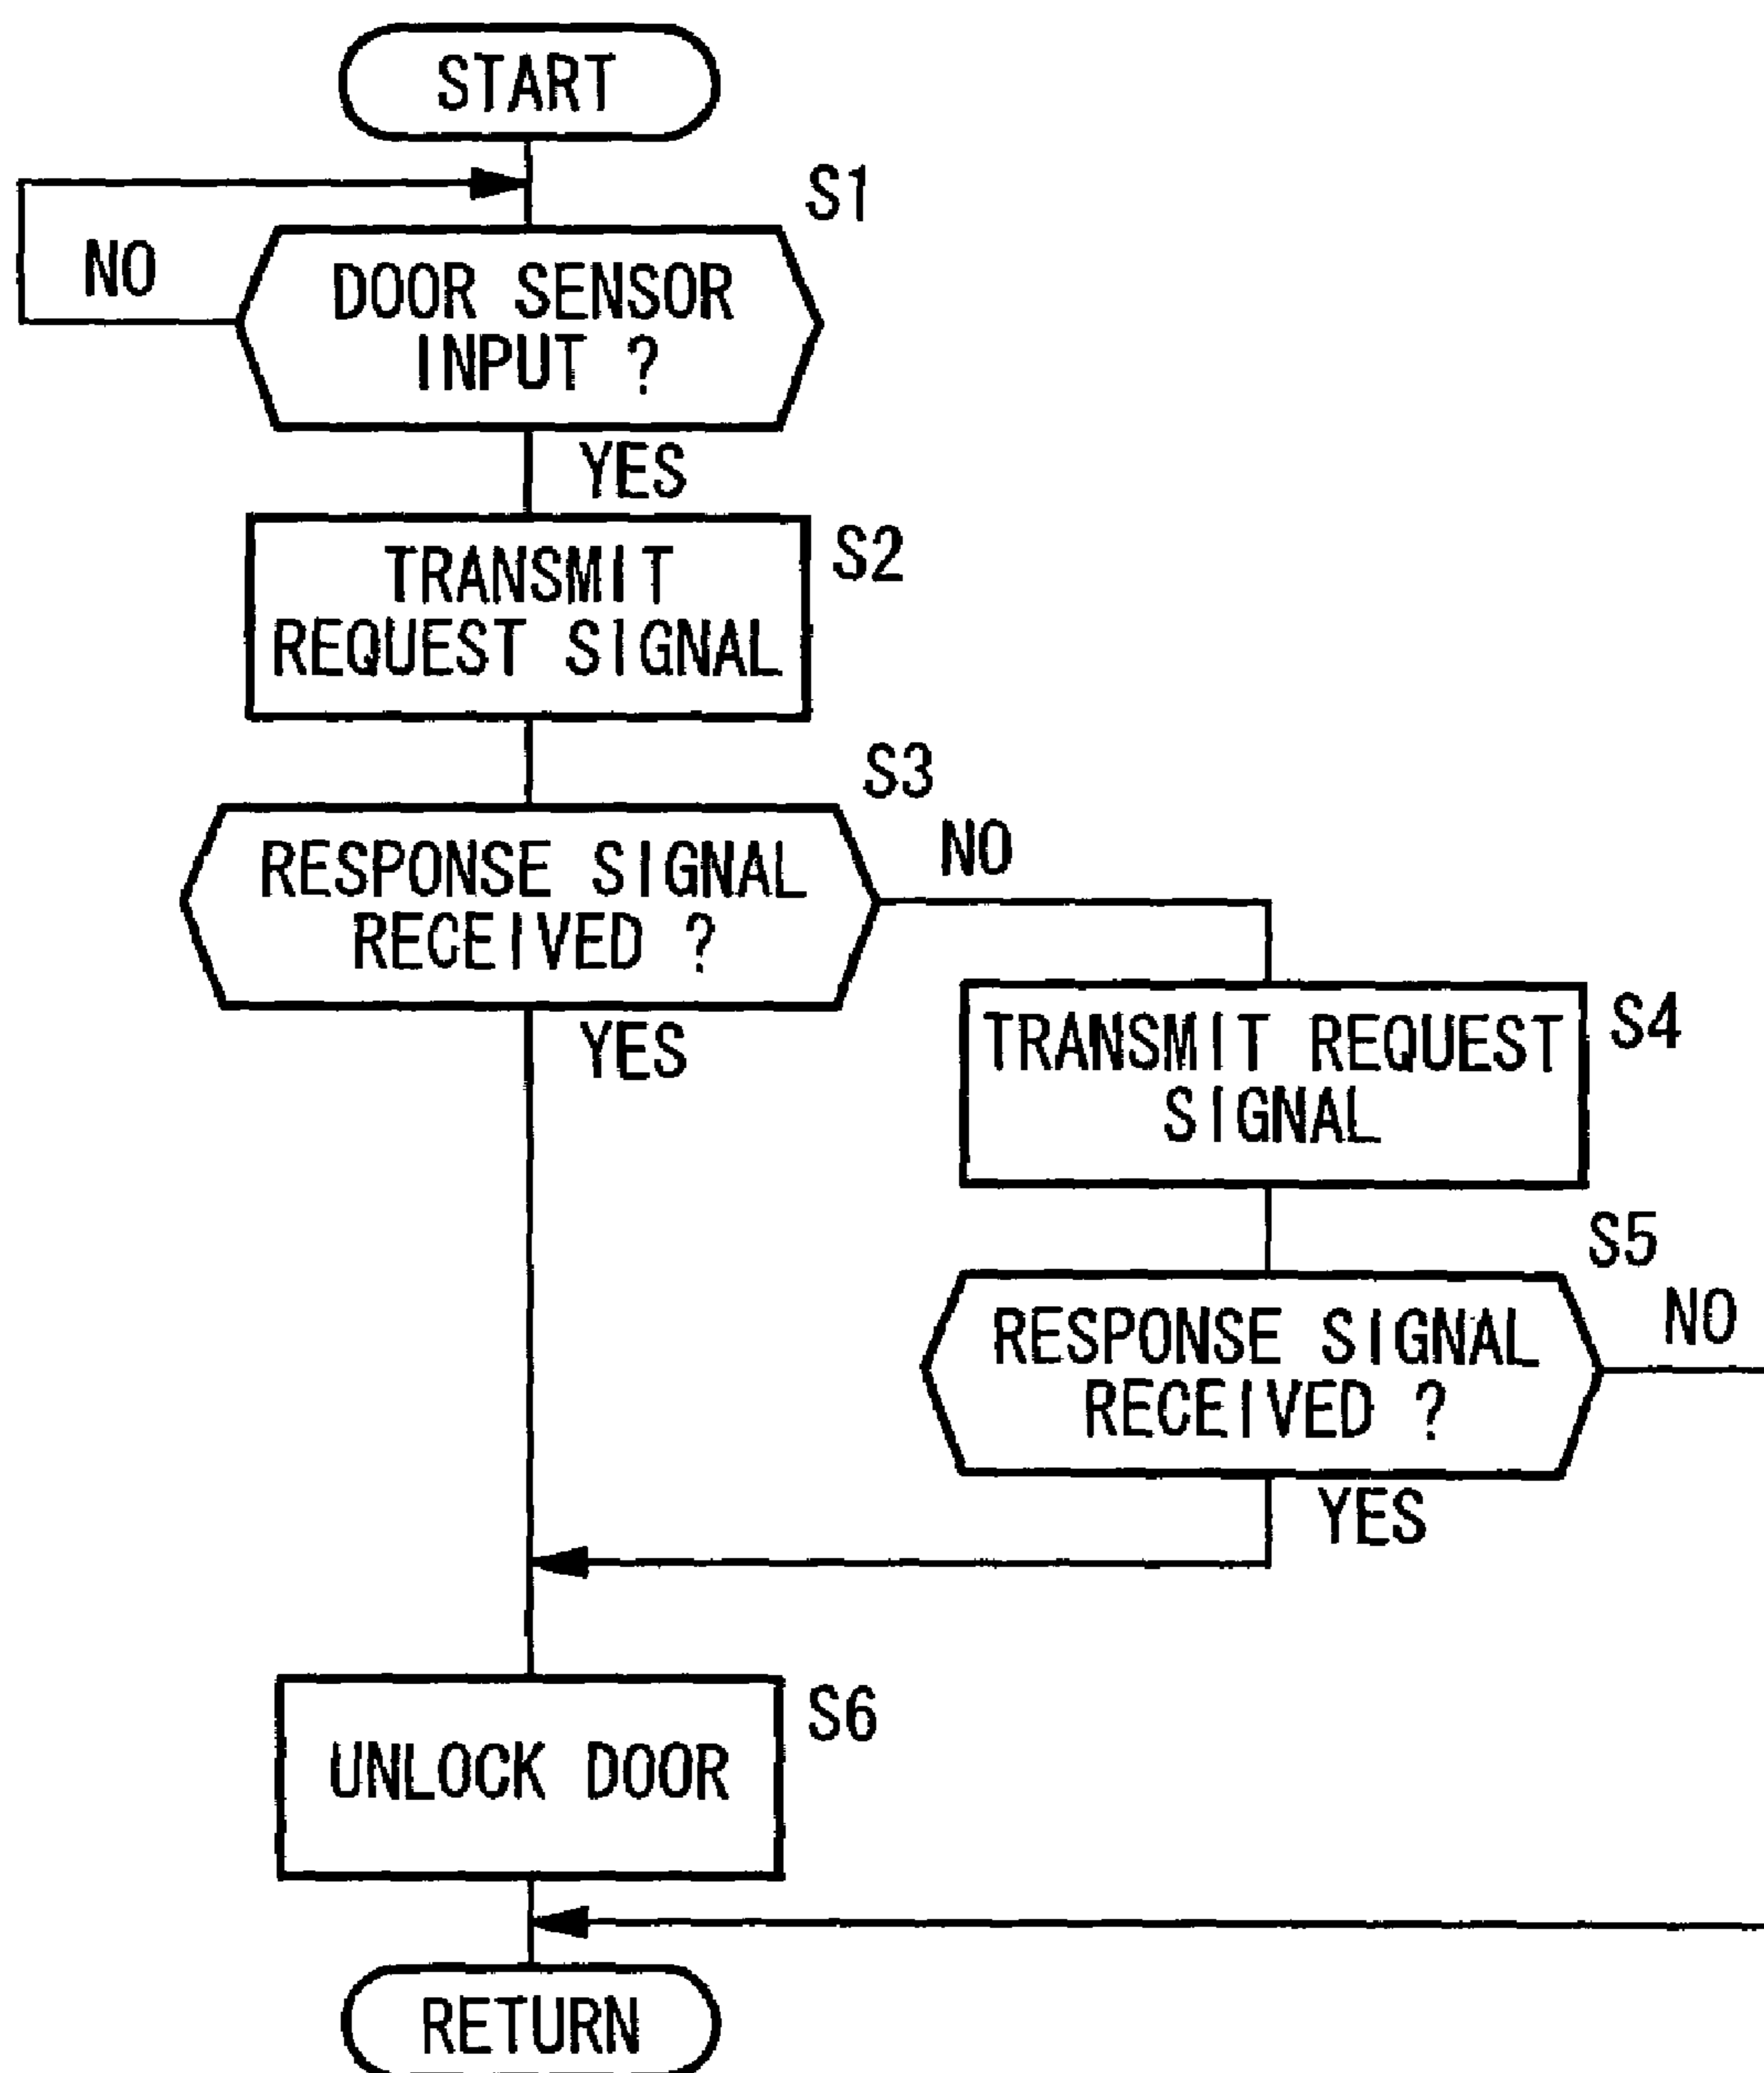 START
S1
NO
DOOR SENSOR
INPUT ?
YES
S2
TRANSMIT
REQUEST SIGNAL
S3
RESPONSE SIGNAL
RECEIVED ?
NO
YES
S4
TRANSMIT REQUEST
SIGNAL
S5
RESPONSE SIGNAL
RECEIVED ?
NO
YES
S6
UNLOCK DOOR
RETURN